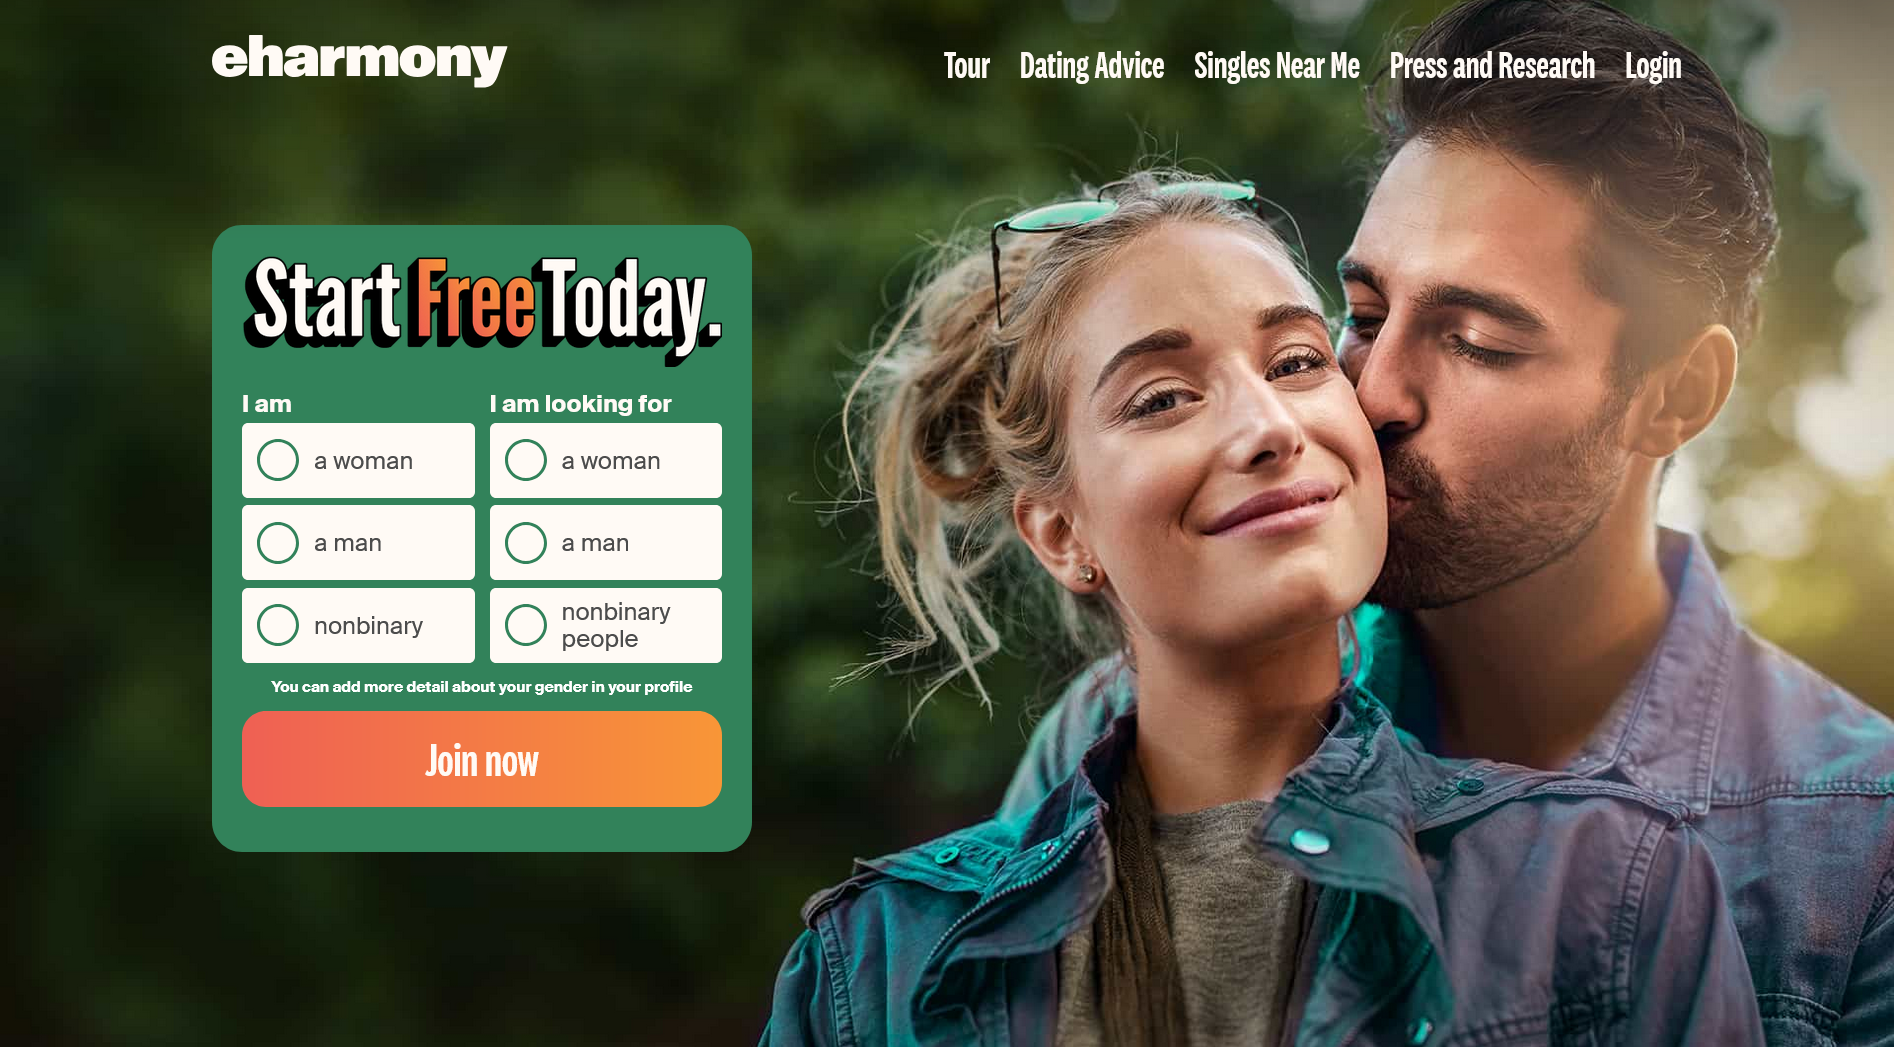 eharmony
Tour Dating Advice Singles Near Me Press and Research Login
Start Free Today.
I am
a woman
a man
nonbinary
I am looking for
a woman
a man
nonbinary
people
You can add more detail about your gender in your profile
Join now